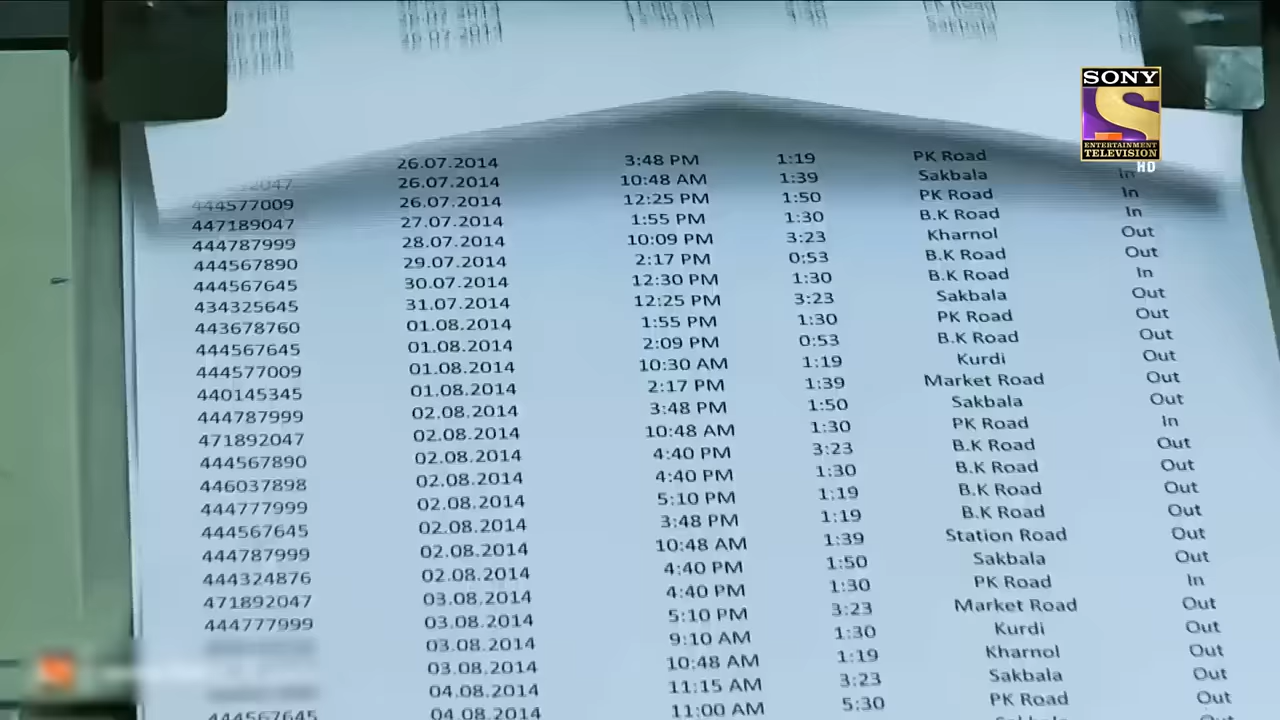 SONY
ENTERTAINMENT
TELEVISION
HD
26.07.2014 3:48 PM 1:19 PK Road
26.07.2014 10:48 AM 1:39 Sakbala In
444577009 26.07.2014 12:25 PM 1:50 PK Road In
447189047 27.07.2014 1:55 PM 1:30 B.K Road In
444787999 28.07.2014 10:09 PM 3:23 Kharnol Out
444567890 29.07.2014 2:17 PM 0:53 B.K Road Out
444567645 30.07.2014 12:30 PM 1:30 B.K Road In
434325645 31.07.2014 12:25 PM 3:23 Sakbala Out
443678760 01.08.2014 1:55 PM 1:30 PK Road Out
444567645 01.08.2014 2:09 PM 0:53 B.K Road Out
444577009 01.08.2014 10:30 AM 1:19 Kurdi Out
440145345 01.08.2014 2:17 PM 1:39 Market Road Out
444787999 02.08.2014 3:48 PM 1:50 Sakbala Out
471892047 02.08.2014 10:48 AM 1:30 PK Road In
444567890 02.08.2014 4:40 PM 3:23 B.K Road Out
446037898 02.08.2014 4:40 PM 1:30 B.K Road Out
444777999 02.08.2014 5:10 PM 1:19 B.K Road Out
444567645 02.08.2014 3:48 PM 1:19 B.K Road Out
444787999 02.08.2014 10:48 AM 1:39 Station Road Out
444324876 02.08.2014 4:40 PM 1:50 Sakbala Out
471892047 03.08.2014 4:40 PM 1:30 PK Road In
444777999 03.08.2014 5:10 PM 3:23 Market Road Out
03.08.2014 9:10 AM 1:30 Kurdi Out
03.08.2014 10:48 AM 1:19 Kharnol Out
04.08.2014 11:15 AM 3:23 Sakbala Out
444567645 04.08.2014 11:00 AM 5:30 PK Road Out